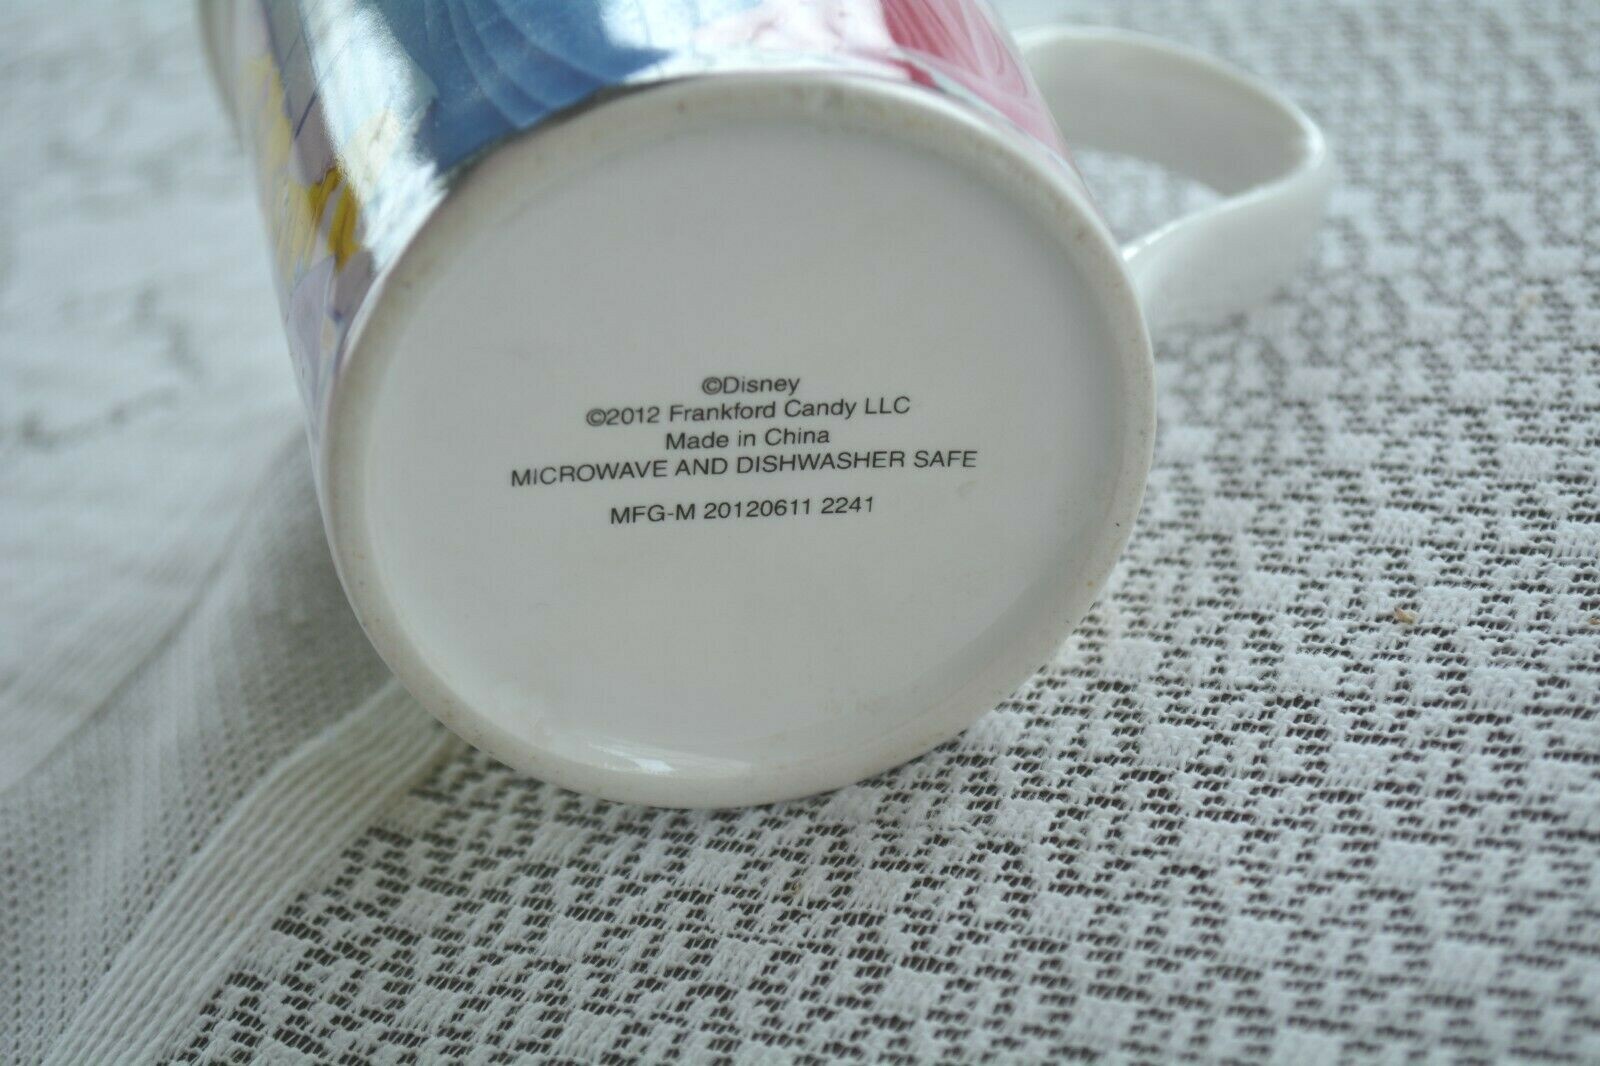 ©Disney
©2012 Frankford Candy LLC
Made in China
MICROWAVE AND DISHWASHER SAFE
MFG-M 20120611 2241